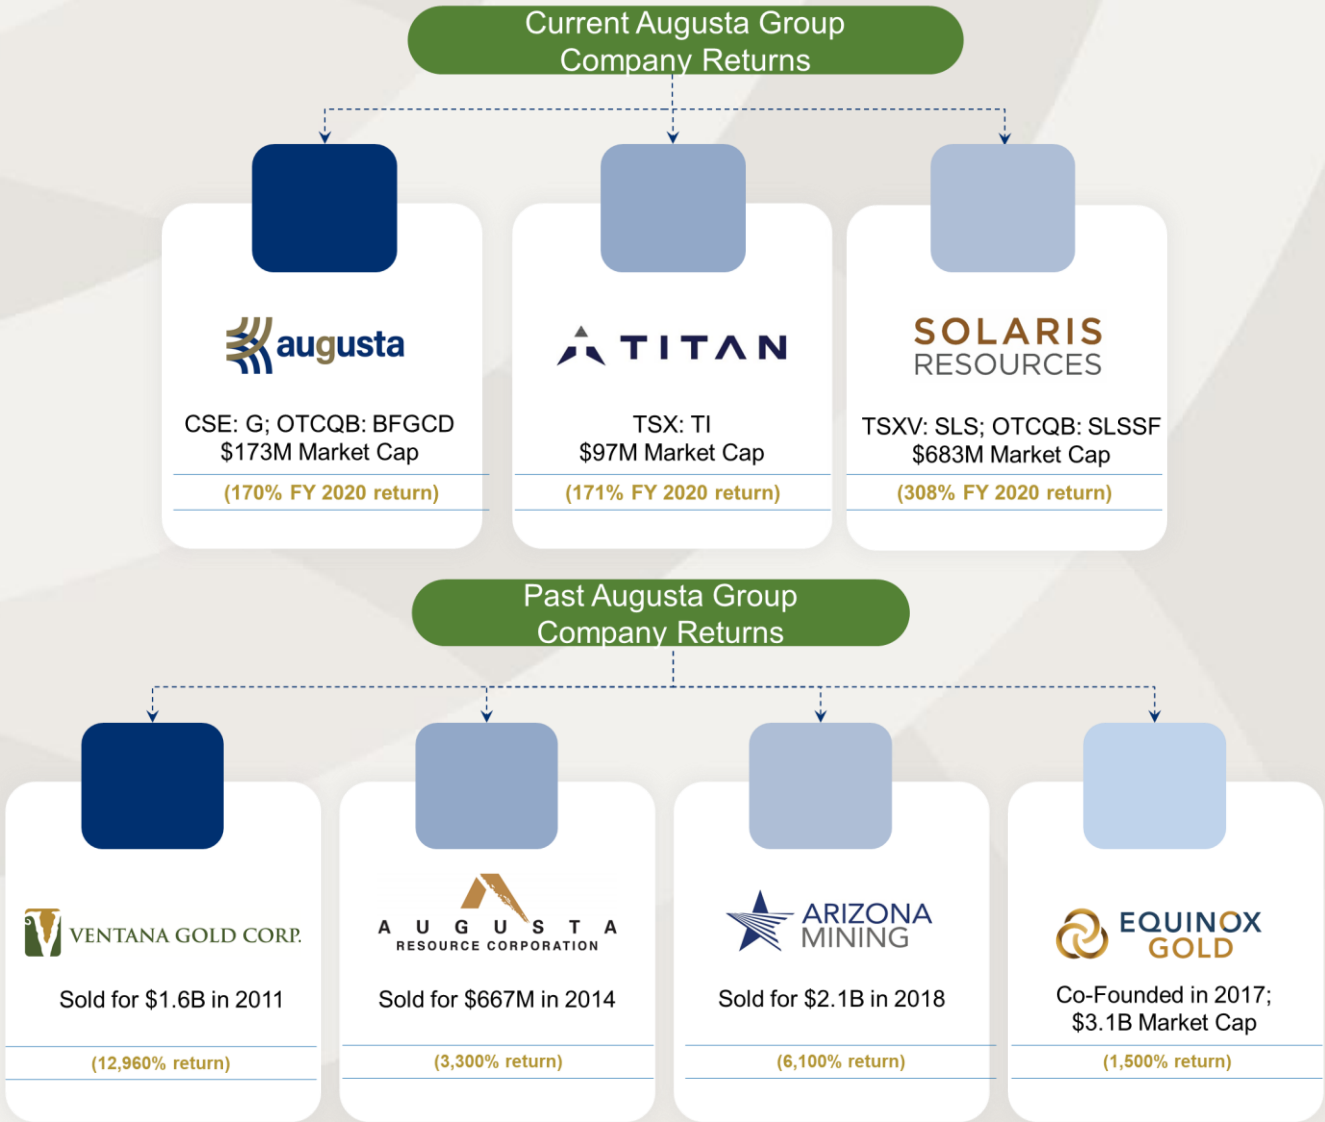 Current Augusta Group
Company Returns
augusta
CSE: G; OTCQB: BFGCD
$173M Market Cap
(170% FY 2020 return)
TITAN
TSX: TI
$97M Market Cap
(171% FY 2020 return)
SOLARIS
RESOURCES
TSXV: SLS; OTCQB: SLSSF
$683M Market Cap
(308% FY 2020 return)
Past Augusta Group
Company Returns
VENTANA GOLD CORP.
Sold for $1.6B in 2011
(12,960% return)
AUGUSTA
RESOURCE CORPORATION
Sold for $667M in 2014
(3,300% return)
ARIZONA
MINING
Sold for $2.1B in 2018
(6,100% return)
EQUINOX
GOLD
Co-Founded in 2017;
$3.1B Market Cap
(1,500% return)